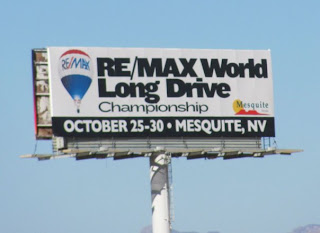 RE/MAX
RE/MAX World
Long Drive
Championship
Mesquite
OCTOBER 25-30 • MESQUITE, NV